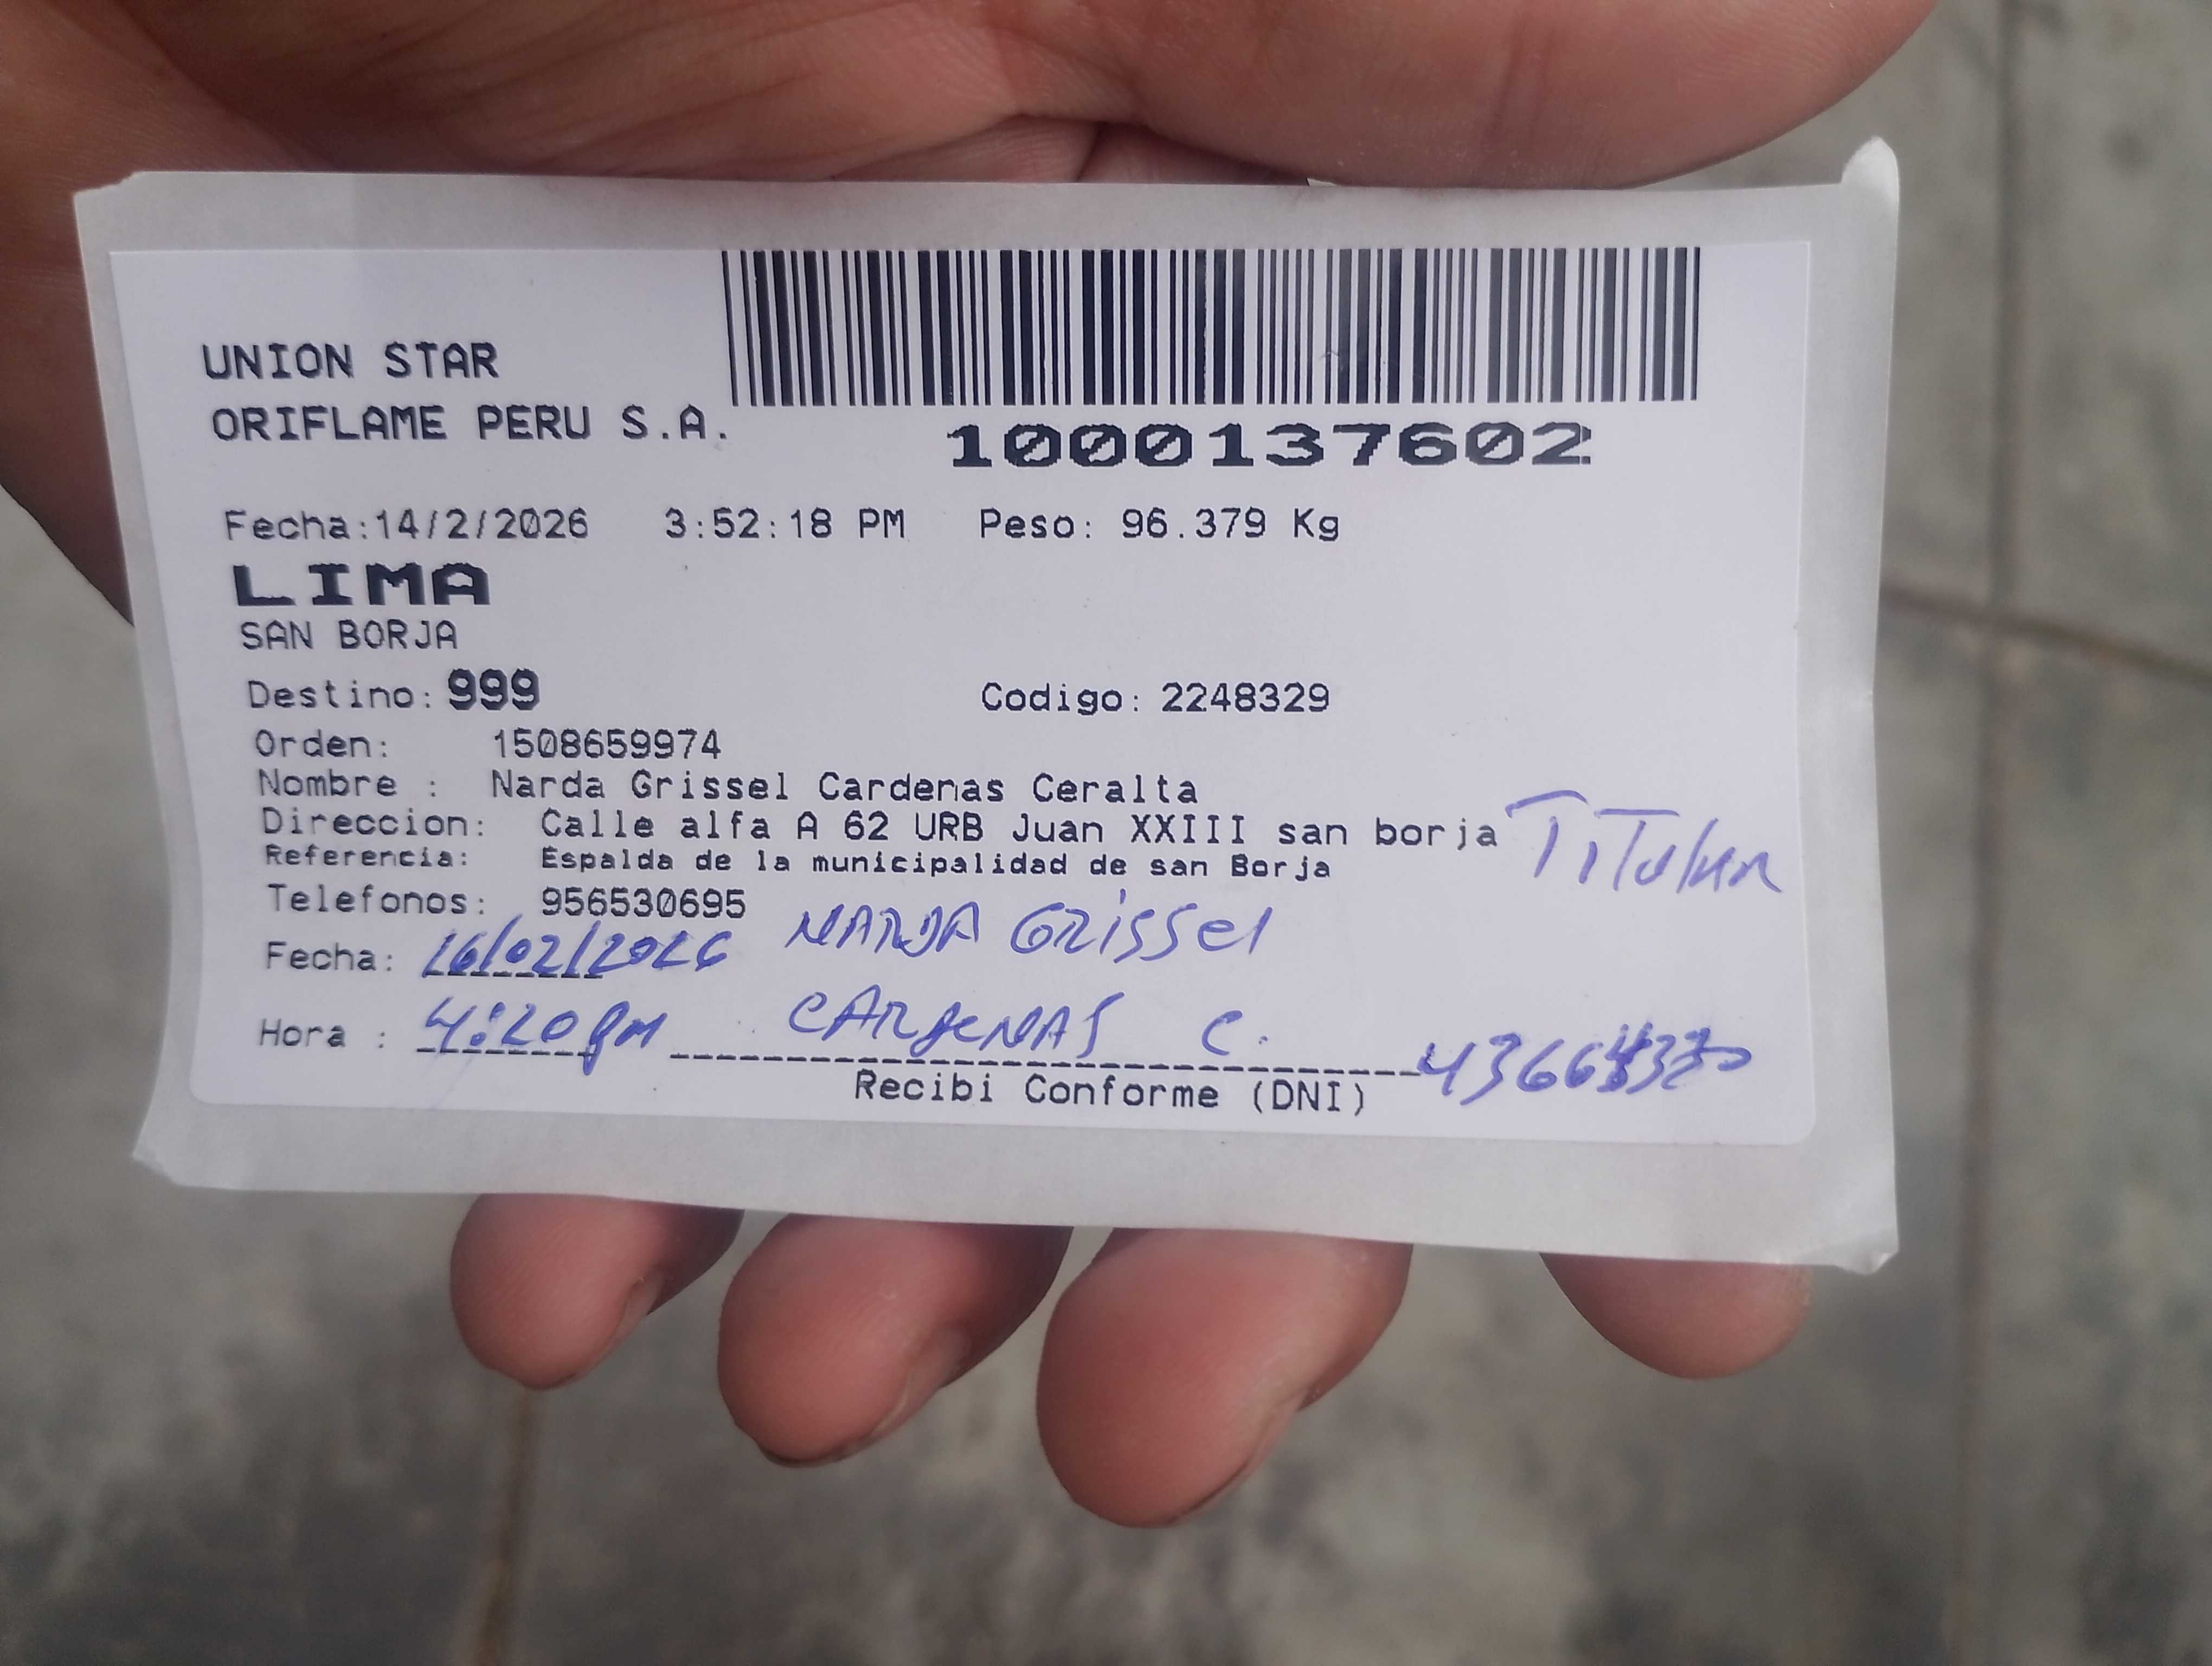 UNION STAR
ORIFLAME PERU S.A.
1000137602
Fecha:14/2/2026 3:52:18 PM Peso: 96.379 Kg
LIMA
SAN BORJA
Destino: 999 Codigo: 2248329
Orden: 1508659974
Nombre : Narda Grissel Cardenas Ceralta
Direccion: Calle alfa A 62 URB Juan XXIII san borja
Titular
Referencia: Espalda de la municipalidad de san Borja
Telefonos: 956530695
NARDA GRissel
Fecha: 16/02/2026
CARDENAS C.
Hora : 4:20 pm
Recibi Conforme (DNI)